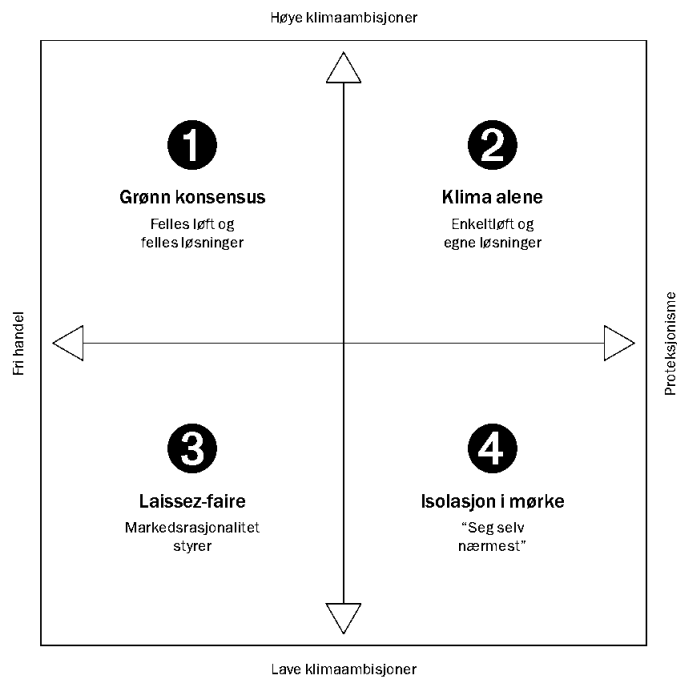 Høye klimaambisjoner
1
Grønn konsensus
Felles løft og
felles løsninger
2
Klima alene
Enkeltløft og
egne løsninger
Fri handel
Proteksjonisme
3
Laissez-faire
Markedsrasjonalitet
styrer
4
Isolasjon i mørke
“Seg selv
nærmest”
Lave klimaambisjoner